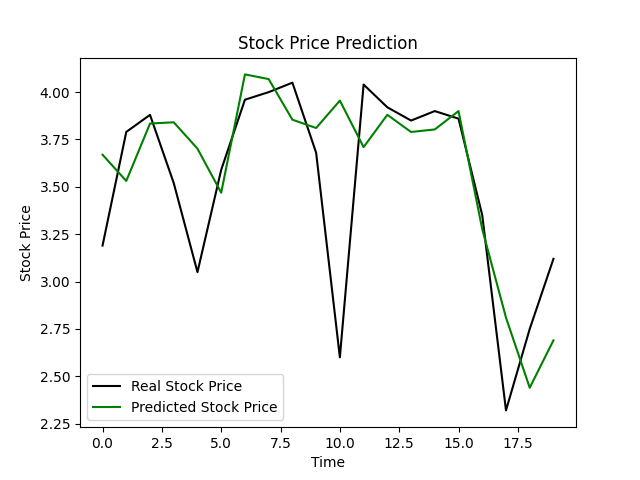 Stock Price Prediction
4.00
3.75
3.50
3.25
3.00
2.75
2.50
2.25
Stock Price
Real Stock Price
Predicted Stock Price
0.0 2.5 5.0 7.5 10.0 12.5 15.0 17.5
Time